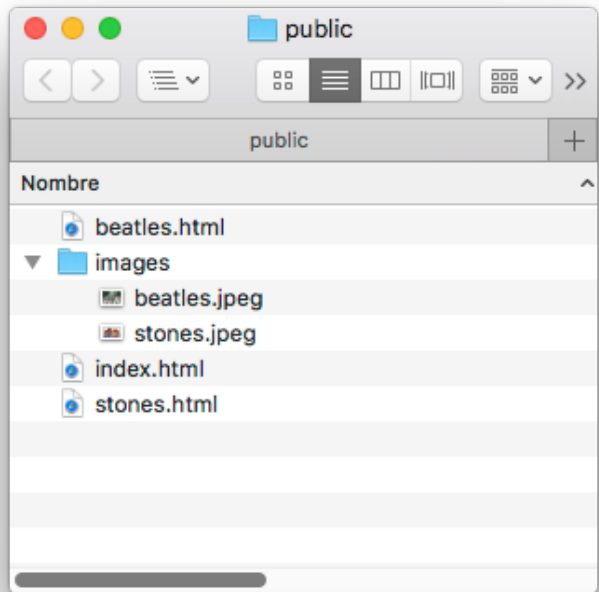 public
public
Nombre
beatles.html
images
beatles.jpeg
stones.jpeg
index.html
stones.html